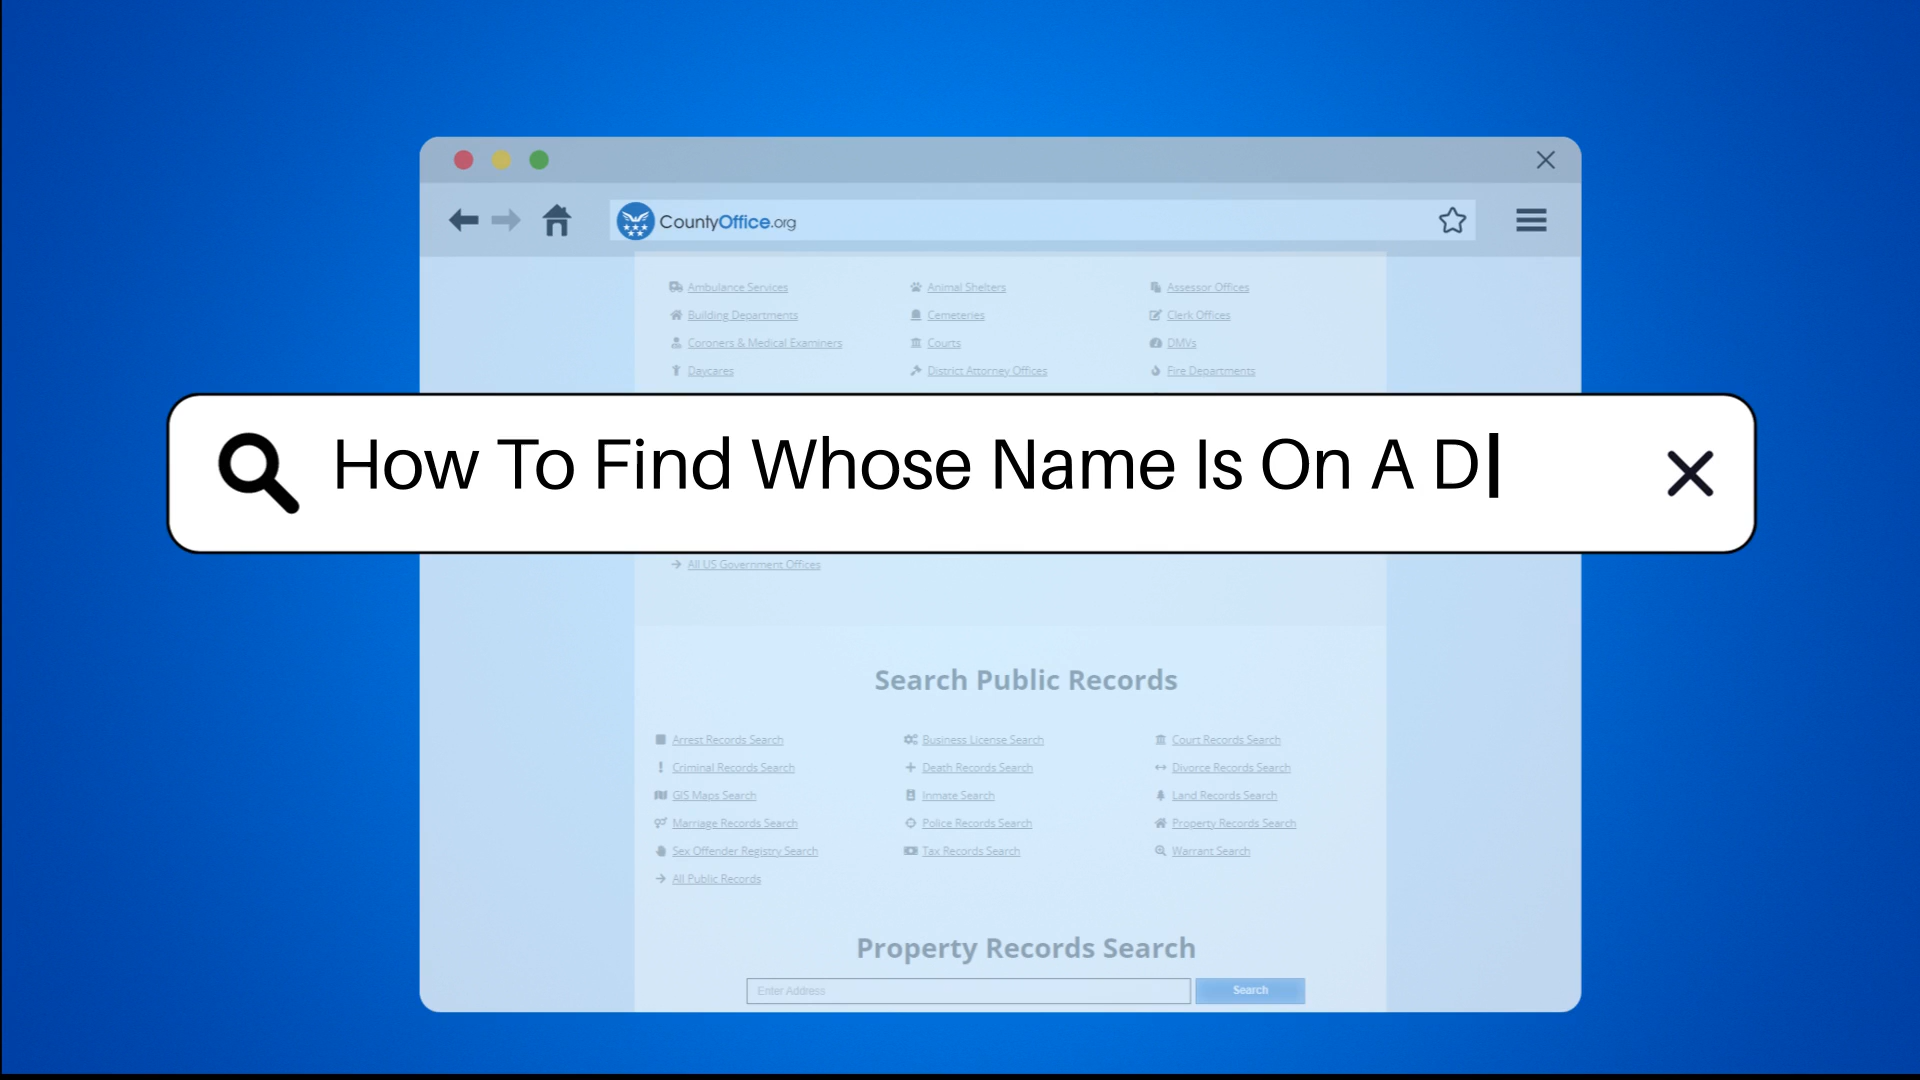 CountyOffice.org
Ambulance Services Animal Shelters Assessor Offices
Building Departments Cemeteries Clerk Offices
Coroners & Medical Examiners Courts DMVs
Daycares District Attorney Offices Fire Departments
How To Find Whose Name Is On A D
All US Government Offices
Search Public Records
Arrest Records Search Business License Search Court Records Search
Criminal Records Search Death Records Search Divorce Records Search
GIS Maps Search Inmate Search Land Records Search
Marriage Records Search Police Records Search Property Records Search
Sex Offender Registry Search Tax Records Search Warrant Search
All Public Records
Property Records Search
Enter Address Search